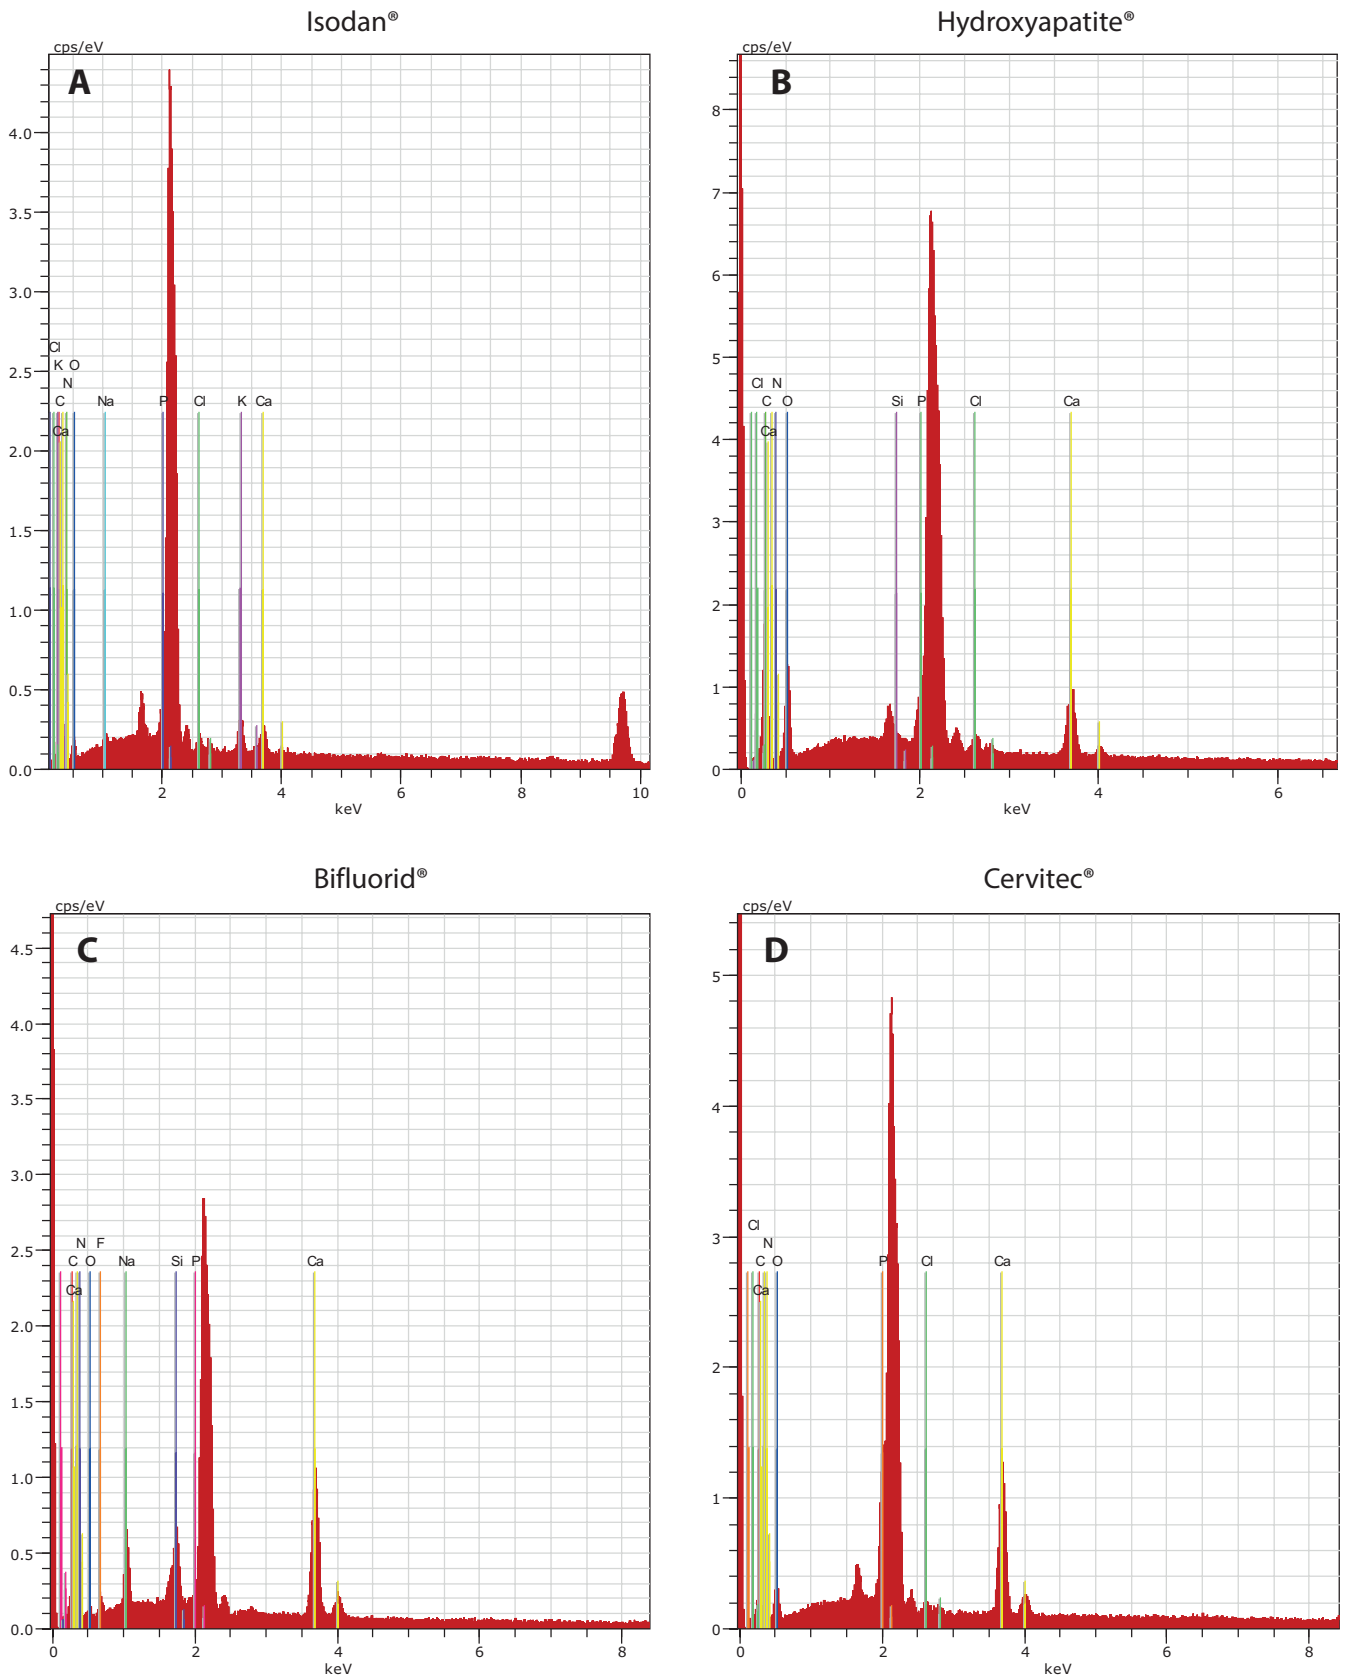 Isodan®
cps/eV
A
4.0
3.5
3.0
2.5
2.0
1.5
1.0
0.5
0.0
Cl
K O
N
C Na P Cl K Ca
Ca
2 4 6 8 10
keV
Hydroxyapatite®
cps/eV
B
8
7
6
5
4
3
2
1
0
Cl N
C Si P Cl Ca
Ca O
0 2 4 6
keV
Bifluorid®
cps/eV
C
4.5
4.0
3.5
3.0
2.5
2.0
1.5
1.0
0.5
0.0
N F
C O Na Si P Ca
Ca
0 2 4 6 8
keV
Cervitec®
cps/eV
D
5
4
3
2
1
0
Cl
N
C O P Cl Ca
Ca
0 2 4 6 8
keV